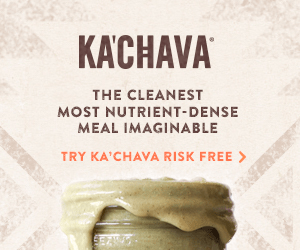 KA'CHAVA®
THE CLEANEST
MOST NUTRIENT-DENSE
MEAL IMAGINABLE
TRY KA'CHAVA RISK FREE >